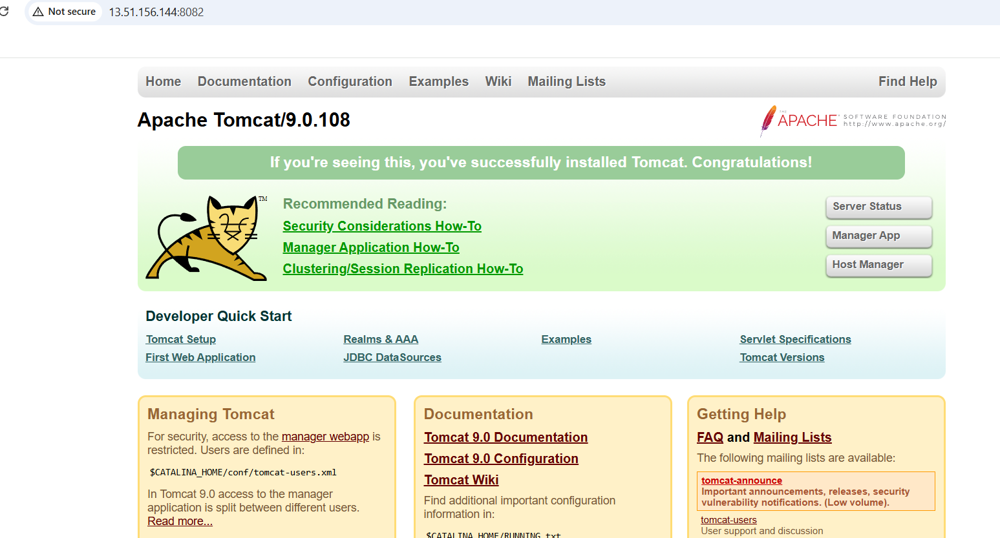 Not secure 13.51.156.144:8082
Home Documentation Configuration Examples Wiki Mailing Lists Find Help
Apache Tomcat/9.0.108
THE APACHE SOFTWARE FOUNDATION
http://www.apache.org/
If you're seeing this, you've successfully installed Tomcat. Congratulations!
TM
Recommended Reading:
Security Considerations How-To
Manager Application How-To
Clustering/Session Replication How-To
Server Status
Manager App
Host Manager
Developer Quick Start
Tomcat Setup
First Web Application
Realms & AAA
JDBC DataSources
Examples
Servlet Specifications
Tomcat Versions
Managing Tomcat
For security, access to the manager webapp is
restricted. Users are defined in:
$CATALINA_HOME/conf/tomcat-users.xml
In Tomcat 9.0 access to the manager
application is split between different users.
Read more...
Documentation
Tomcat 9.0 Documentation
Tomcat 9.0 Configuration
Tomcat Wiki
Find additional important configuration
information in:
$CATALINA_HOME/RUNNING.txt
Getting Help
FAQ and Mailing Lists
The following mailing lists are available:
tomcat-announce
Important announcements, releases, security
vulnerability notifications. (Low volume).
tomcat-users
User support and discussion